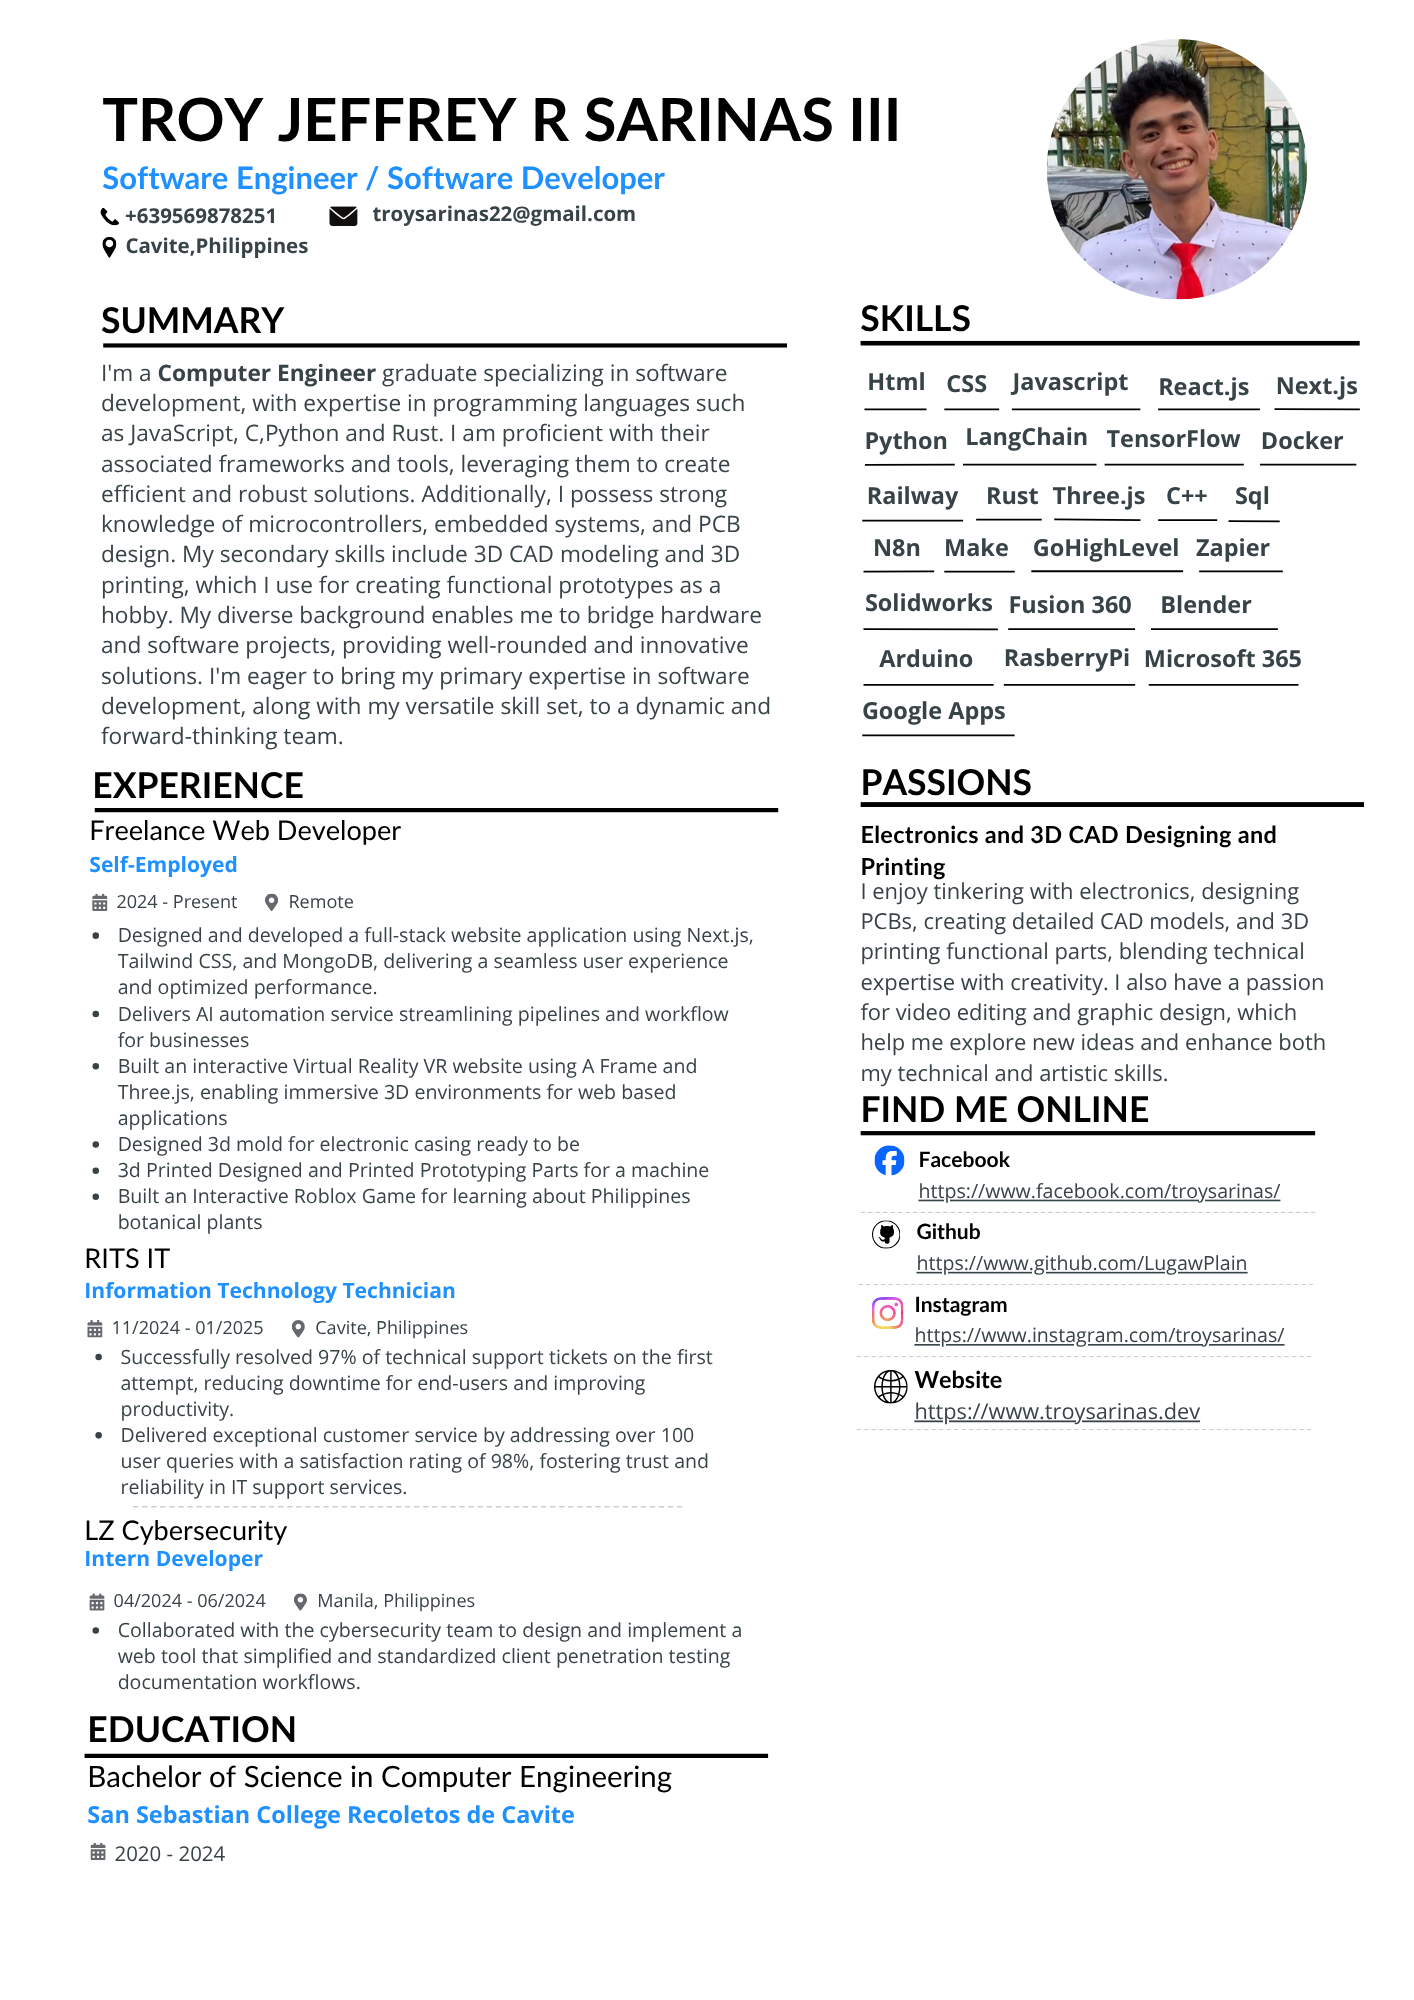 TROY JEFFREY R SARINAS III
Software Engineer / Software Developer
+639569878251 troysarinas22@gmail.com
Cavite,Philippines
SUMMARY
I'm a Computer Engineer graduate specializing in software
development, with expertise in programming languages such
as JavaScript, C,Python and Rust. I am proficient with their
associated frameworks and tools, leveraging them to create
efficient and robust solutions. Additionally, I possess strong
knowledge of microcontrollers, embedded systems, and PCB
design. My secondary skills include 3D CAD modeling and 3D
printing, which I use for creating functional prototypes as a
hobby. My diverse background enables me to bridge hardware
and software projects, providing well-rounded and innovative
solutions. I'm eager to bring my primary expertise in software
development, along with my versatile skill set, to a dynamic and
forward-thinking team.
EXPERIENCE
Freelance Web Developer
Self-Employed
2024 - Present Remote
• Designed and developed a full-stack website application using Next.js,
Tailwind CSS, and MongoDB, delivering a seamless user experience
and optimized performance.
• Delivers AI automation service streamlining pipelines and workflow
for businesses
• Built an interactive Virtual Reality VR website using A Frame and
Three.js, enabling immersive 3D environments for web based
applications
• Designed 3d mold for electronic casing ready to be
• 3d Printed Designed and Printed Prototyping Parts for a machine
• Built an Interactive Roblox Game for learning about Philippines
botanical plants
RITS IT
Information Technology Technician
11/2024 - 01/2025 Cavite, Philippines
• Successfully resolved 97% of technical support tickets on the first
attempt, reducing downtime for end-users and improving
productivity.
• Delivered exceptional customer service by addressing over 100
user queries with a satisfaction rating of 98%, fostering trust and
reliability in IT support services.
LZ Cybersecurity
Intern Developer
04/2024 - 06/2024 Manila, Philippines
• Collaborated with the cybersecurity team to design and implement a
web tool that simplified and standardized client penetration testing
documentation workflows.
EDUCATION
Bachelor of Science in Computer Engineering
San Sebastian College Recoletos de Cavite
2020 - 2024
SKILLS
Html CSS Javascript React.js Next.js
Python LangChain TensorFlow Docker
Railway Rust Three.js C++ Sql
N8n Make GoHighLevel Zapier
Solidworks Fusion 360 Blender
Arduino RasberryPi Microsoft 365
Google Apps
PASSIONS
Electronics and 3D CAD Designing and
Printing
I enjoy tinkering with electronics, designing
PCBs, creating detailed CAD models, and 3D
printing functional parts, blending technical
expertise with creativity. I also have a passion
for video editing and graphic design, which
help me explore new ideas and enhance both
my technical and artistic skills.
FIND ME ONLINE
Facebook
https://www.facebook.com/troysarinas/
Github
https://www.github.com/LugawPlain
Instagram
https://www.instagram.com/troysarinas/
Website
https://www.troysarinas.dev